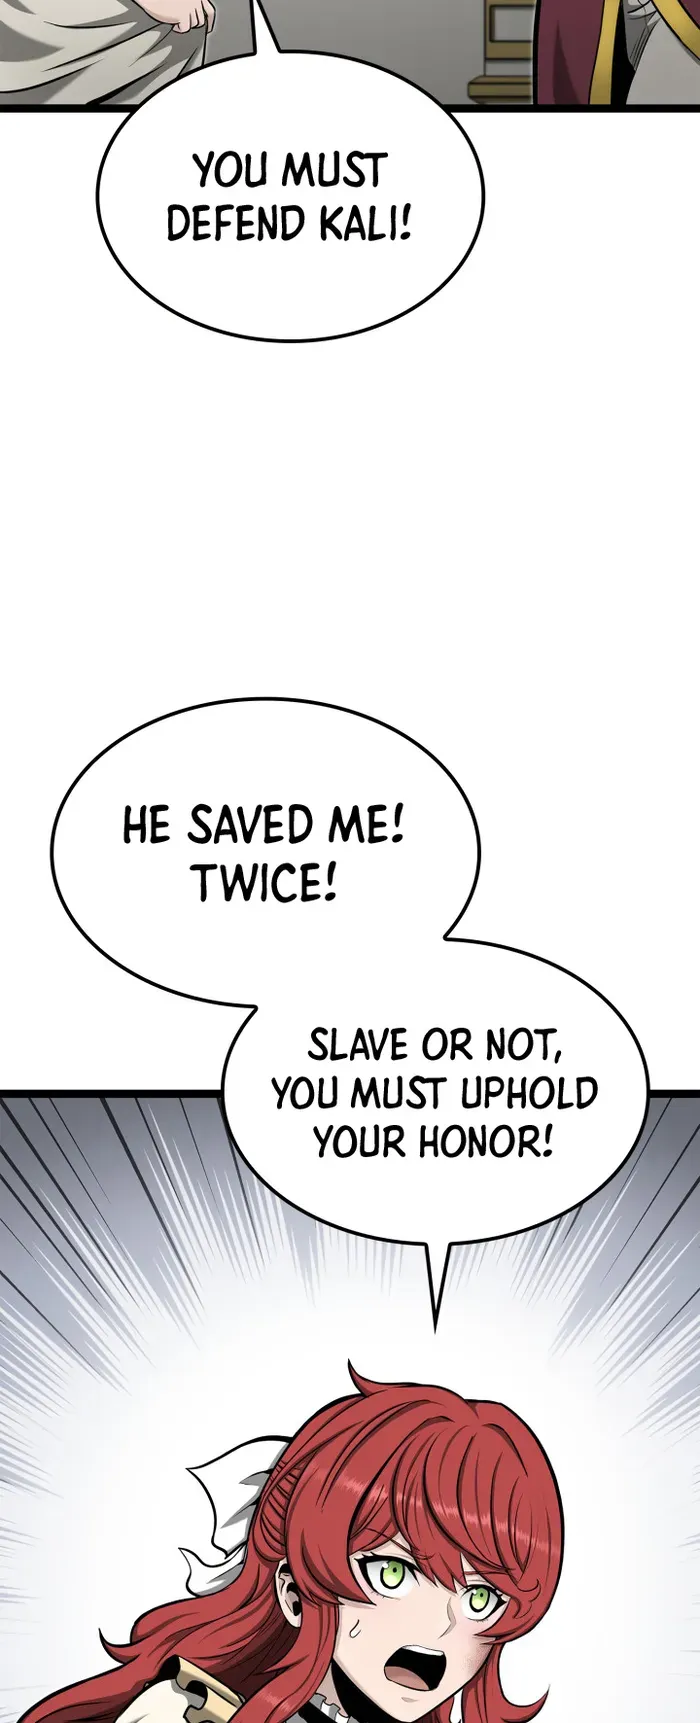 YOU MUST
DEFEND KALI!
HE SAVED ME!
TWICE!
SLAVE OR NOT,
YOU MUST UPHOLD
YOUR HONOR!